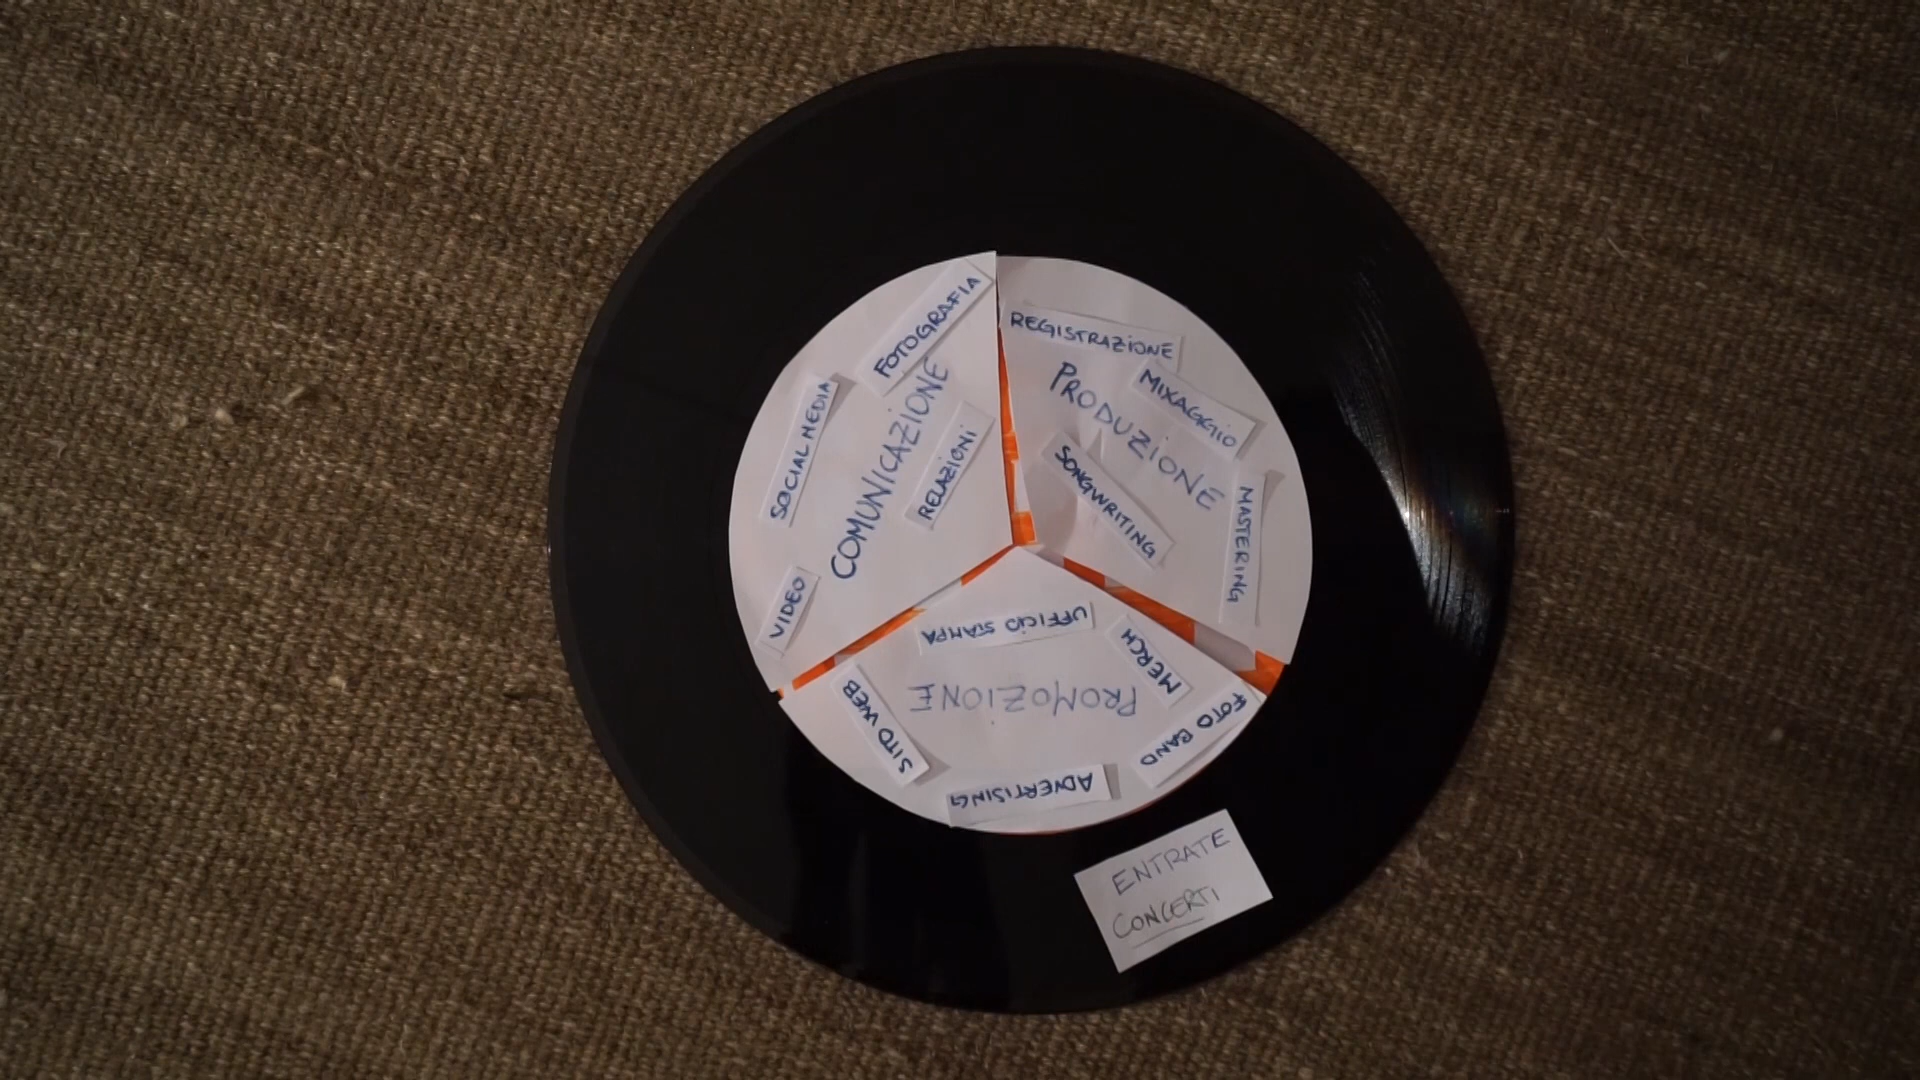 FOTOGRAFIA
SOCIAL MEDIA
COMUNICAZIONE
RELAZIONI
VIDEO
REGISTRAZIONE
MIXAGGIO
PRODUZIONE
SONGWRITING
MASTERING
UFFICIO STAMPA
MERCH
PROMOZIONE
SITO WEB
FOTO BAND
ADVERTISING
ENTRATE
CONCERTI